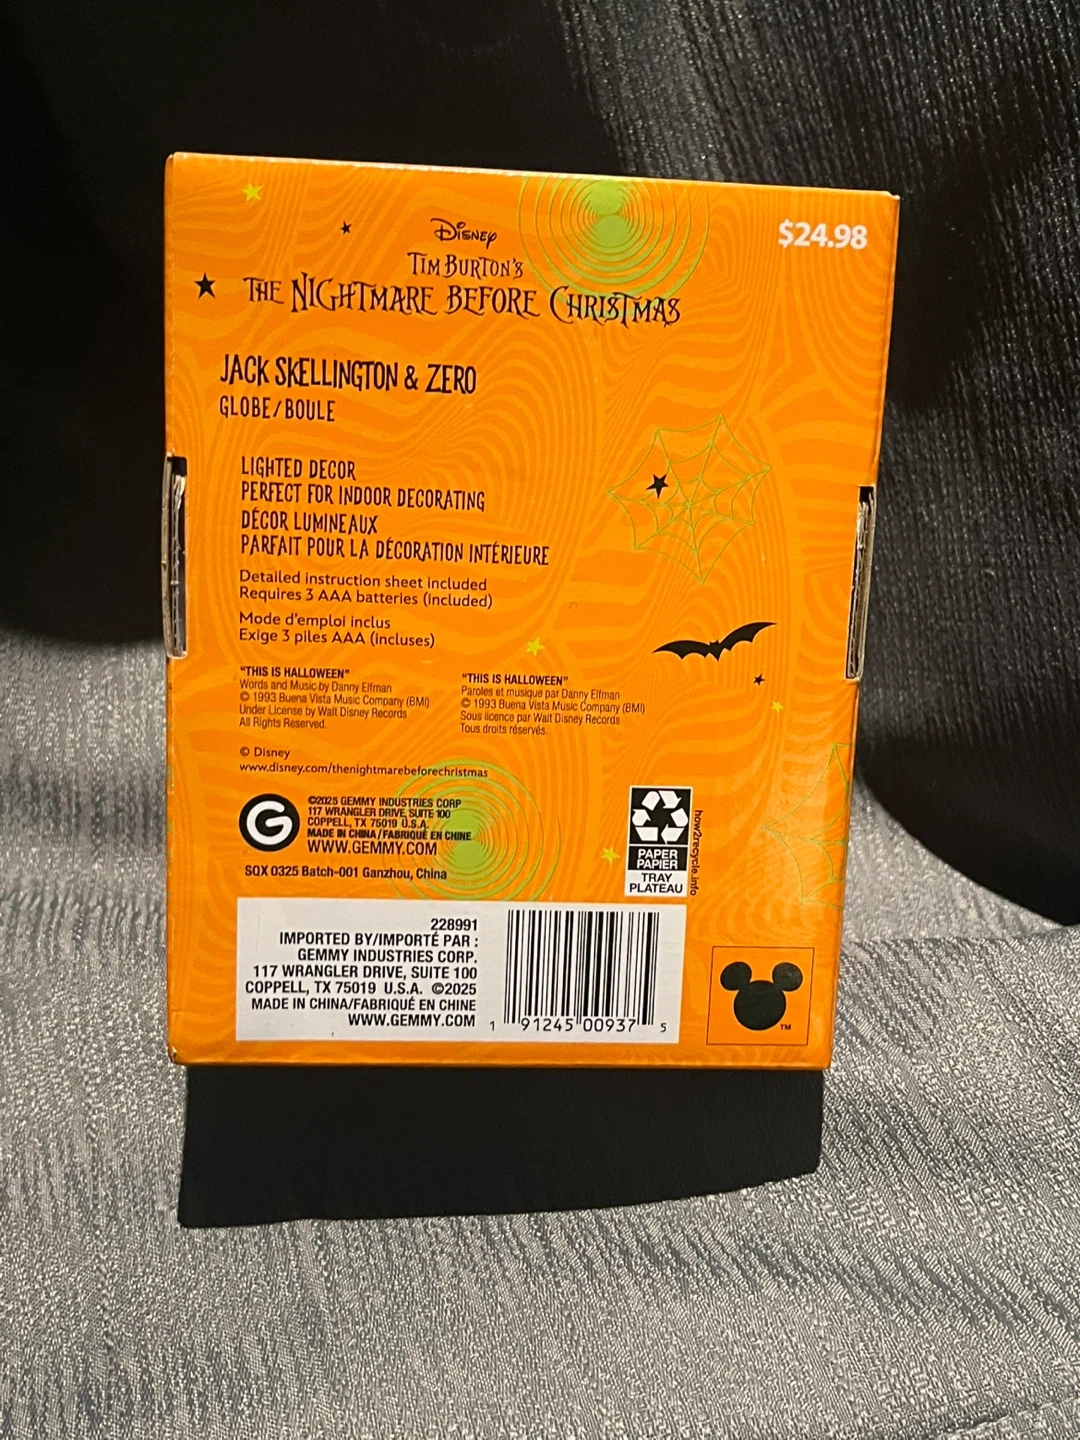 Disney
$24.98
TIM BURTON'S
THE NIGHTMARE BEFORE CHRISTMAS
JACK SKELLINGTON & ZERO
GLOBE/BOULE
LIGHTED DECOR
PERFECT FOR INDOOR DECORATING
DÉCOR LUMINEAUX
PARFAIT POUR LA DÉCORATION INTÉRIEURE
Detailed instruction sheet included
Requires 3 AAA batteries (included)
Mode d'emploi inclus
Exige 3 piles AAA (incluses)
"THIS IS HALLOWEEN"
Words and Music by Danny Elfman
© 1993 Buena Vista Music Company (BMI)
Under License by Walt Disney Records
All Rights Reserved.
"THIS IS HALLOWEEN"
Paroles et musique par Danny Elfman
© 1993 Buena Vista Music Company (BMI)
Sous licence par Walt Disney Records
Tous droits réservés.
© Disney
www.disney.com/thenightmarebeforechristmas
G
©2025 GEMMY INDUSTRIES CORP
117 WRANGLER DRIVE, SUITE 100
COPPELL, TX 75019 U.S.A.
MADE IN CHINA/FABRIQUÉ EN CHINE
WWW.GEMMY.COM
SQX 0325 Batch-001 Ganzhou, China
PAPER
PAPIER
TRAY
PLATEAU
how2recycle.info
228991
IMPORTED BY/IMPORTÉ PAR :
GEMMY INDUSTRIES CORP.
117 WRANGLER DRIVE, SUITE 100
COPPELL, TX 75019 U.S.A. ©2025
MADE IN CHINA/FABRIQUÉ EN CHINE
WWW.GEMMY.COM
1 91245 00937 5
TM